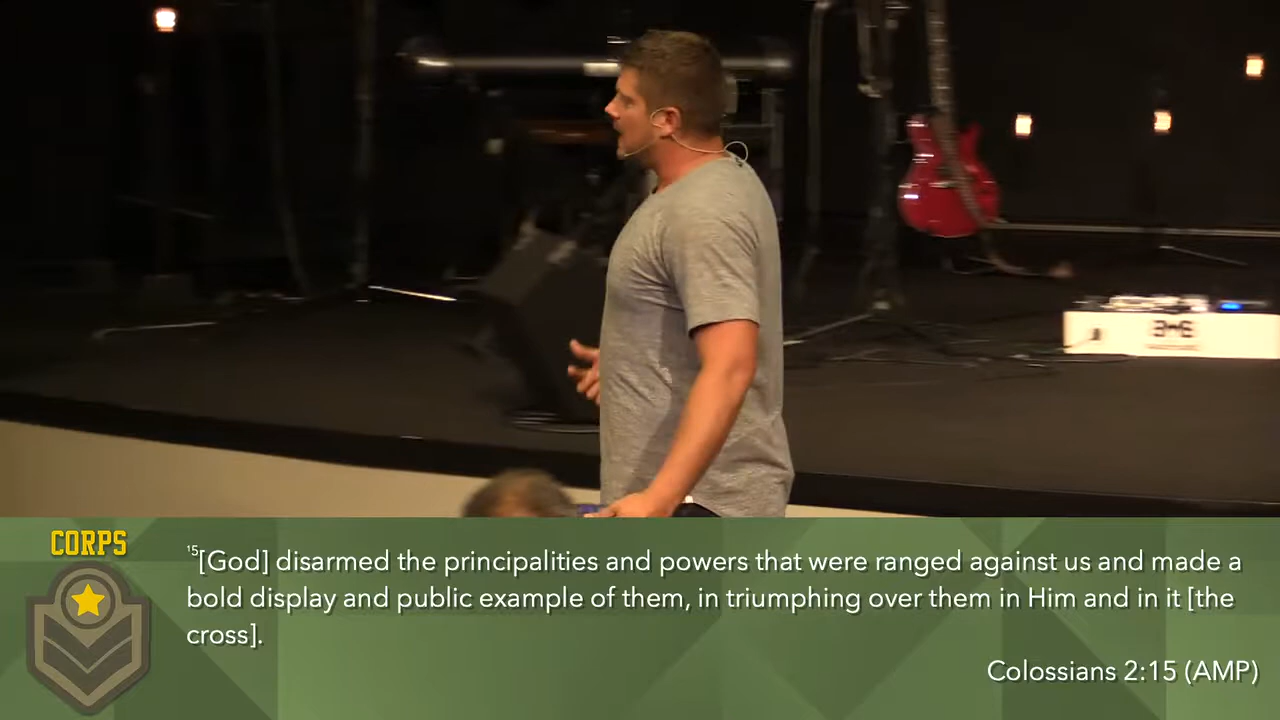 CORPS
15[God] disarmed the principalities and powers that were ranged against us and made a
bold display and public example of them, in triumphing over them in Him and in it [the
cross].
Colossians 2:15 (AMP)